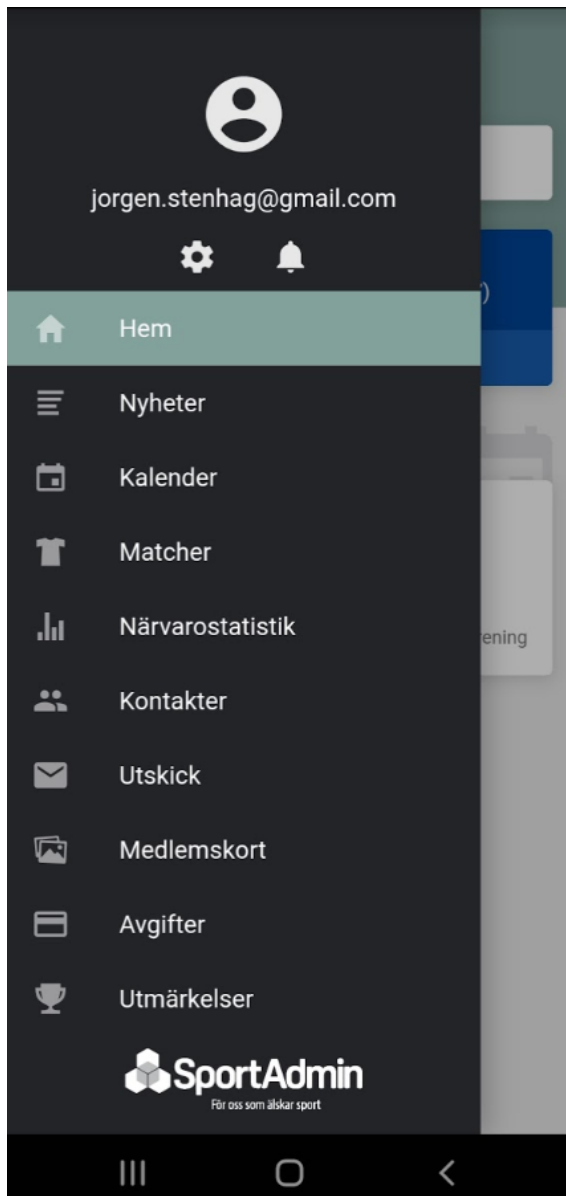 jorgen.stenhag@gmail.com
)
Hem
Nyheter
Kalender
Matcher
Närvarostatistik
ening
Kontakter
Utskick
Medlemskort
Avgifter
Utmärkelser
SportAdmin
För oss som älskar sport